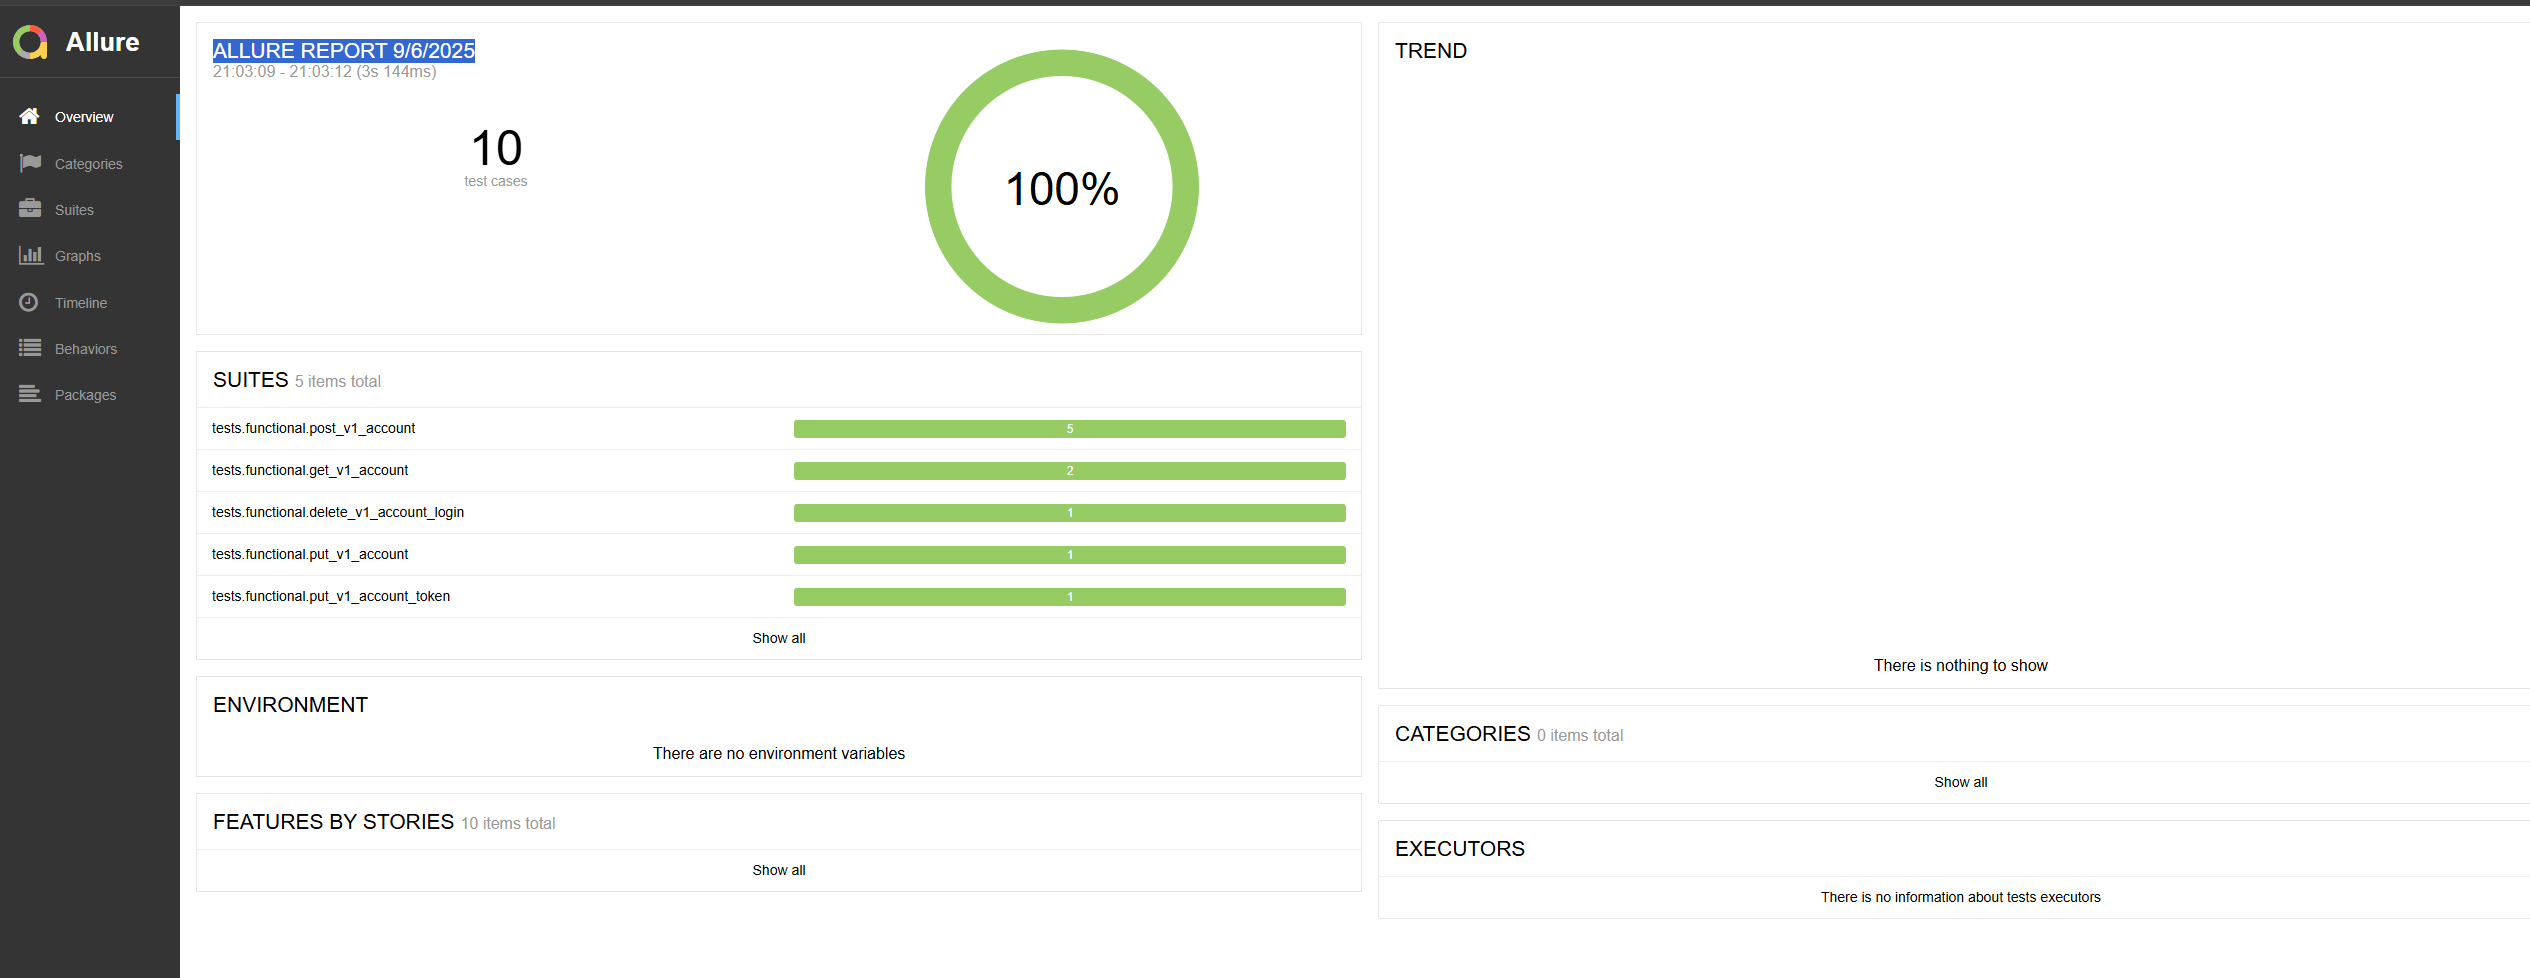 Allure
Overview
Categories
Suites
Graphs
Timeline
Behaviors
Packages
ALLURE REPORT 9/6/2025
21:03:09 - 21:03:12 (3s 144ms)
10
test cases
100%
SUITES 5 items total
tests.functional.post_v1_account 5
tests.functional.get_v1_account 2
tests.functional.delete_v1_account_login 1
tests.functional.put_v1_account 1
tests.functional.put_v1_account_token 1
Show all
ENVIRONMENT
There are no environment variables
FEATURES BY STORIES 10 items total
Show all
TREND
There is nothing to show
CATEGORIES 0 items total
Show all
EXECUTORS
There is no information about tests executors